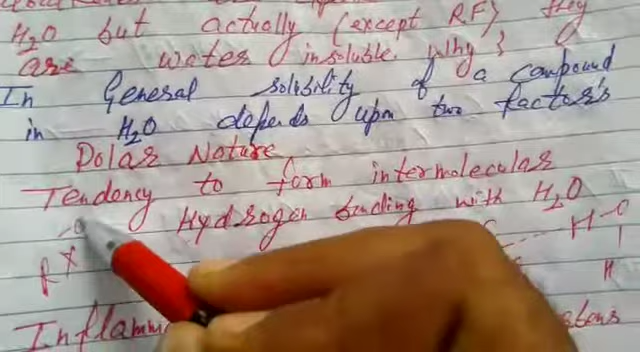 H₂O but actually (except RF) they
are water insoluble. Why?
In General solubility of a compound
in H₂O depends upon two factor's
Polar Nature
Tendency to form intermolecular
Hydrogen bonding with H₂O
H-O
R X
H